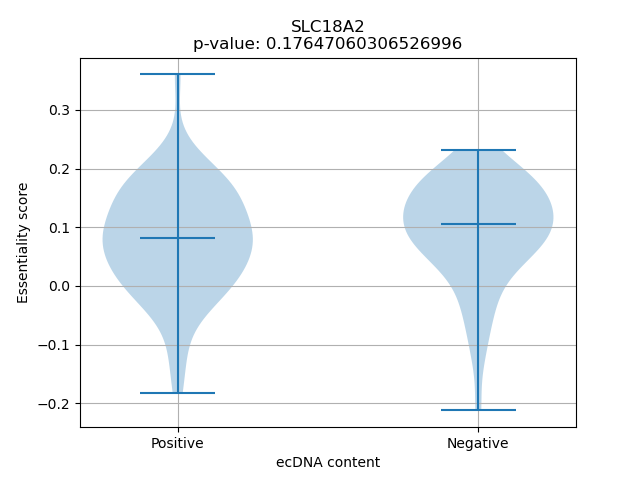 SLC18A2
p-value: 0.17647060306526996
0.3
0.2
0.1
0.0
−0.1
−0.2
Essentiality score
Positive
Negative
ecDNA content